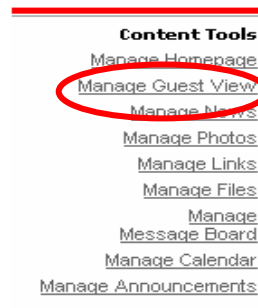 Content Tools
Manage Homepage
Manage Guest View
Manage News
Manage Photos
Manage Links
Manage Files
Manage
Message Board
Manage Calendar
Manage Announcements